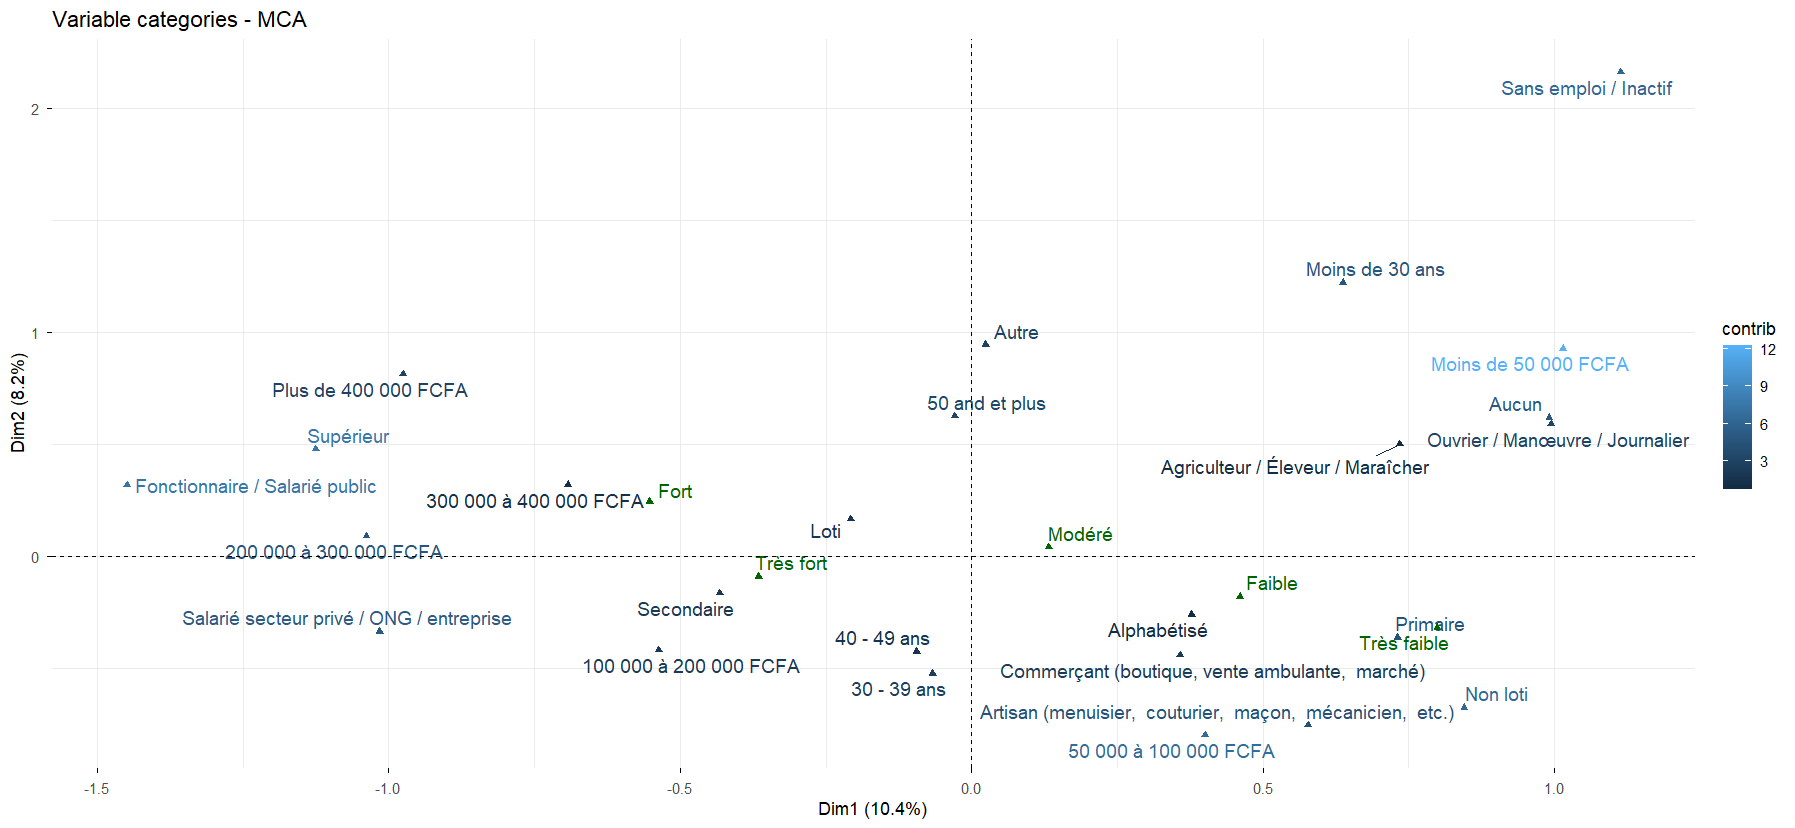 Variable categories - MCA
Sans emploi / Inactif
2
Moins de 30 ans
Autre
1
contrib
12
9
6
3
Moins de 50 000 FCFA
Plus de 400 000 FCFA
50 and et plus
Aucun
Supérieur
Ouvrier / Manœuvre / Journalier
Agriculteur / Éleveur / Maraîcher
Fonctionnaire / Salarié public
300 000 à 400 000 FCFA
Fort
Loti
Modéré
200 000 à 300 000 FCFA
0
Très fort
Faible
Secondaire
Salarié secteur privé / ONG / entreprise
Primaire
Alphabétisé
40 - 49 ans
Très faible
100 000 à 200 000 FCFA
Commerçant (boutique, vente ambulante,  marché)
30 - 39 ans
Non loti
Artisan (menuisier,  couturier,  maçon,  mécanicien,  etc.)
50 000 à 100 000 FCFA
Dim2 (8.2%)
-1.5
-1.0
-0.5
0.0
0.5
1.0
Dim1 (10.4%)